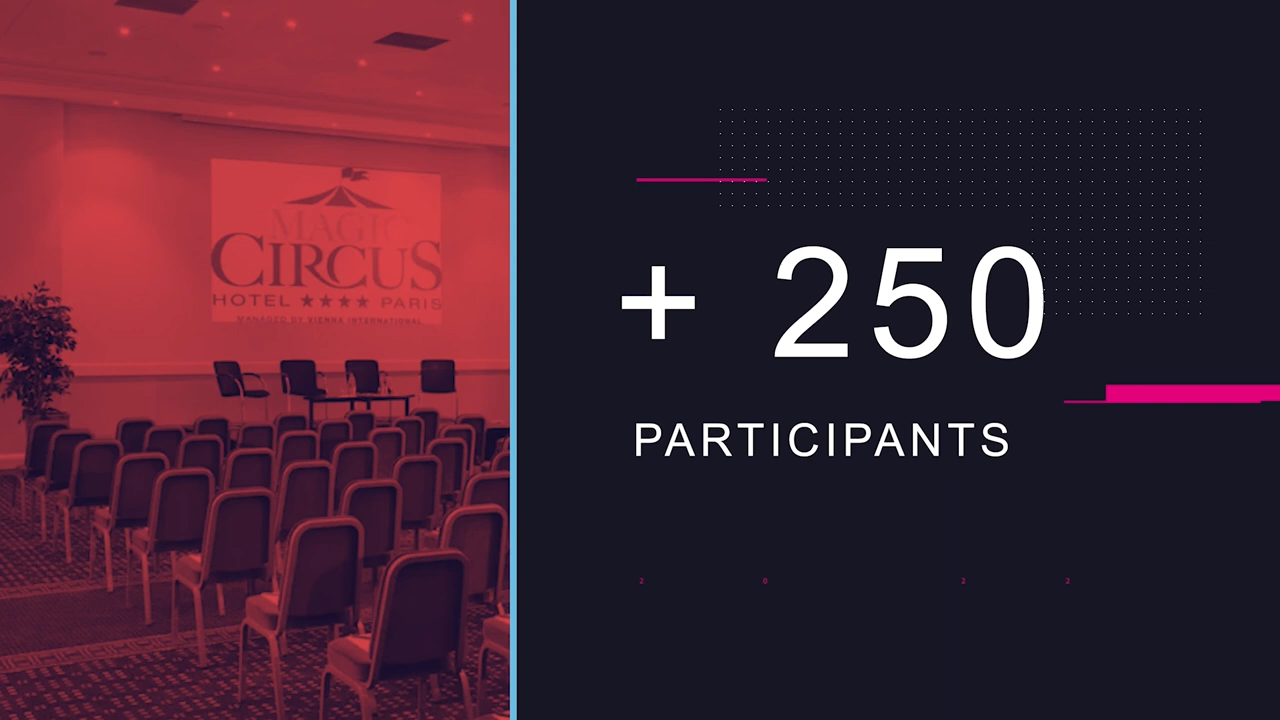 MAGIC
CIRCUS
HOTEL ★★★★ PARIS
MANAGED BY VIENNA INTERNATIONAL
+ 250
PARTICIPANTS
2 0 2 2